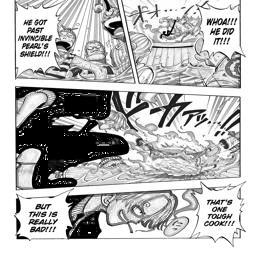 WHOA!!!
HE DID
IT!!!
HE GOT
PAST
INVINCIBLE
PEARL'S
SHIELD!!!
THAT'S
ONE
TOUGH
COOK!!!
BUT
THIS IS
REALLY
BAD!!!